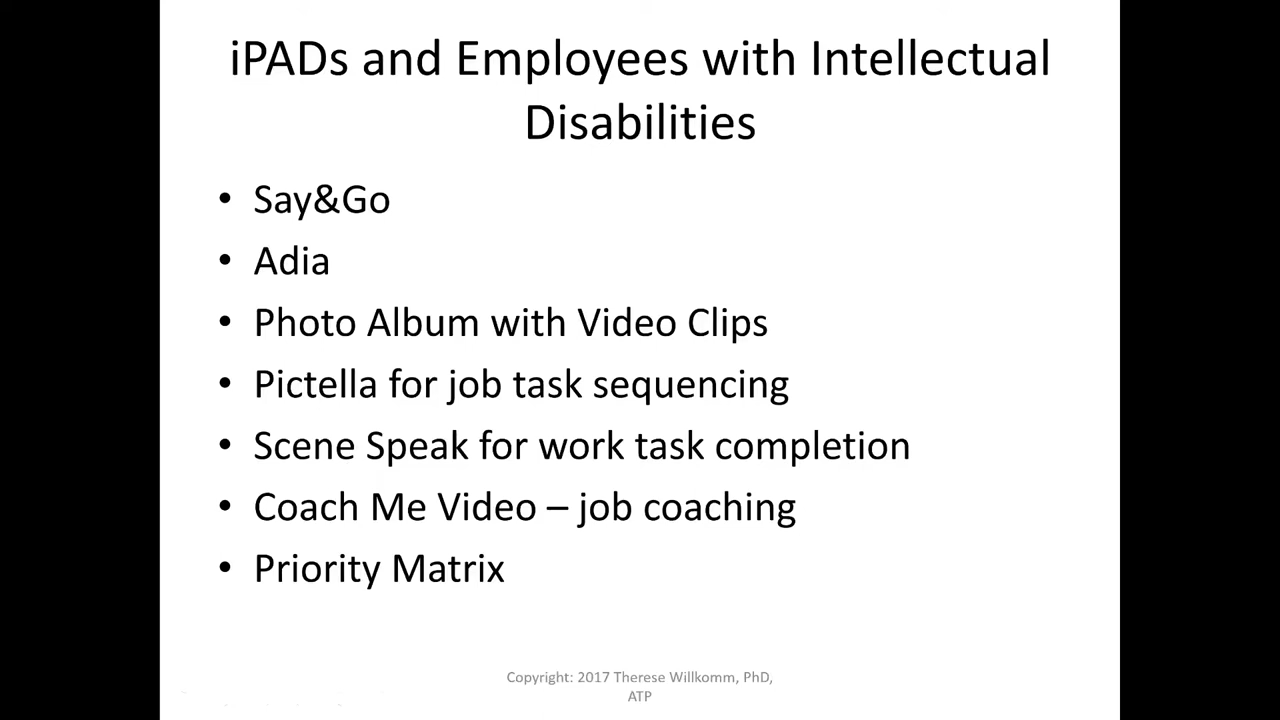 iPADs and Employees with Intellectual
Disabilities
• Say&Go
• Adia
• Photo Album with Video Clips
• Pictella for job task sequencing
• Scene Speak for work task completion
• Coach Me Video – job coaching
• Priority Matrix
Copyright: 2017 Therese Willkomm, PhD,
ATP